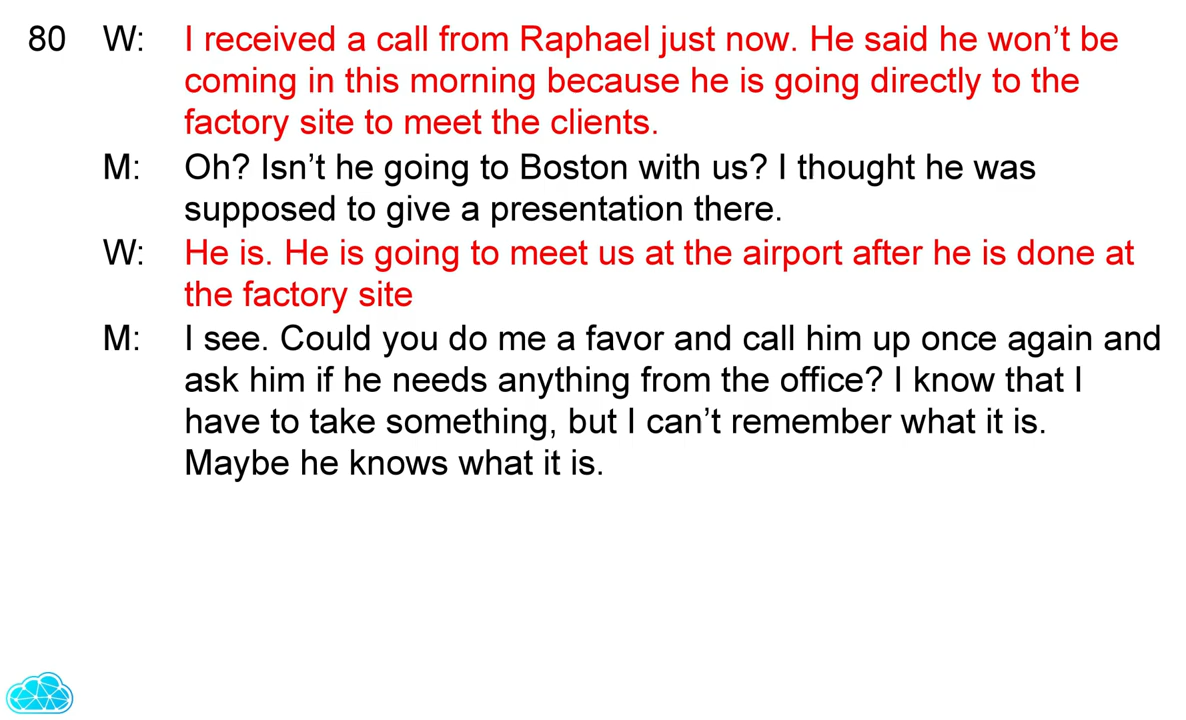 80 W: I received a call from Raphael just now. He said he won’t be
coming in this morning because he is going directly to the
factory site to meet the clients.
M: Oh? Isn’t he going to Boston with us? I thought he was
supposed to give a presentation there.
W: He is. He is going to meet us at the airport after he is done at
the factory site
M: I see. Could you do me a favor and call him up once again and
ask him if he needs anything from the office? I know that I
have to take something, but I can’t remember what it is.
Maybe he knows what it is.